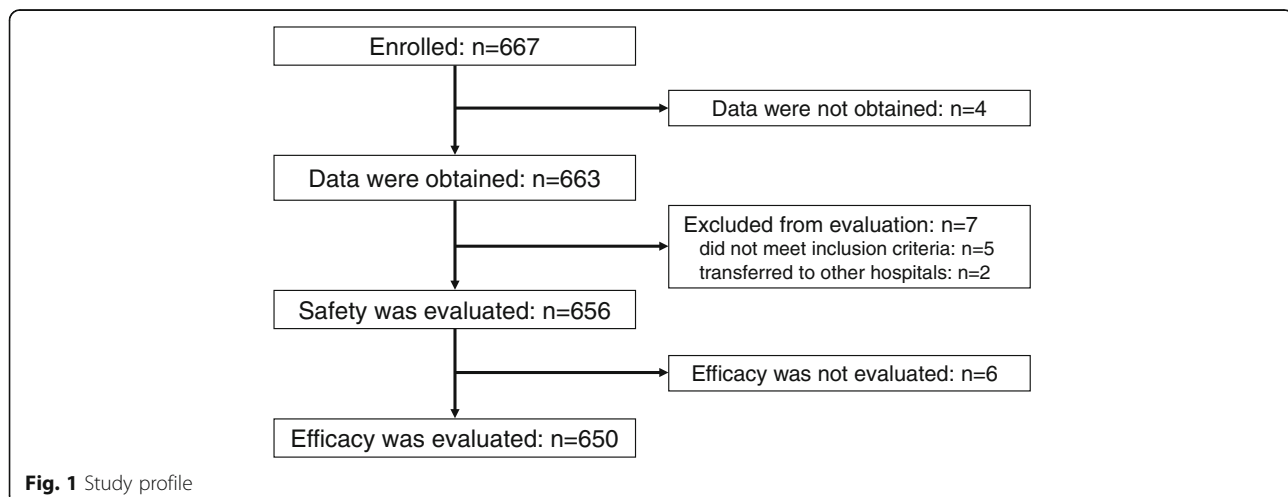 Enrolled: n=667
Data were not obtained: n=4
Data were obtained: n=663
Excluded from evaluation: n=7
did not meet inclusion criteria: n=5
transferred to other hospitals: n=2
Safety was evaluated: n=656
Efficacy was not evaluated: n=6
Efficacy was evaluated: n=650
Fig. 1 Study profile